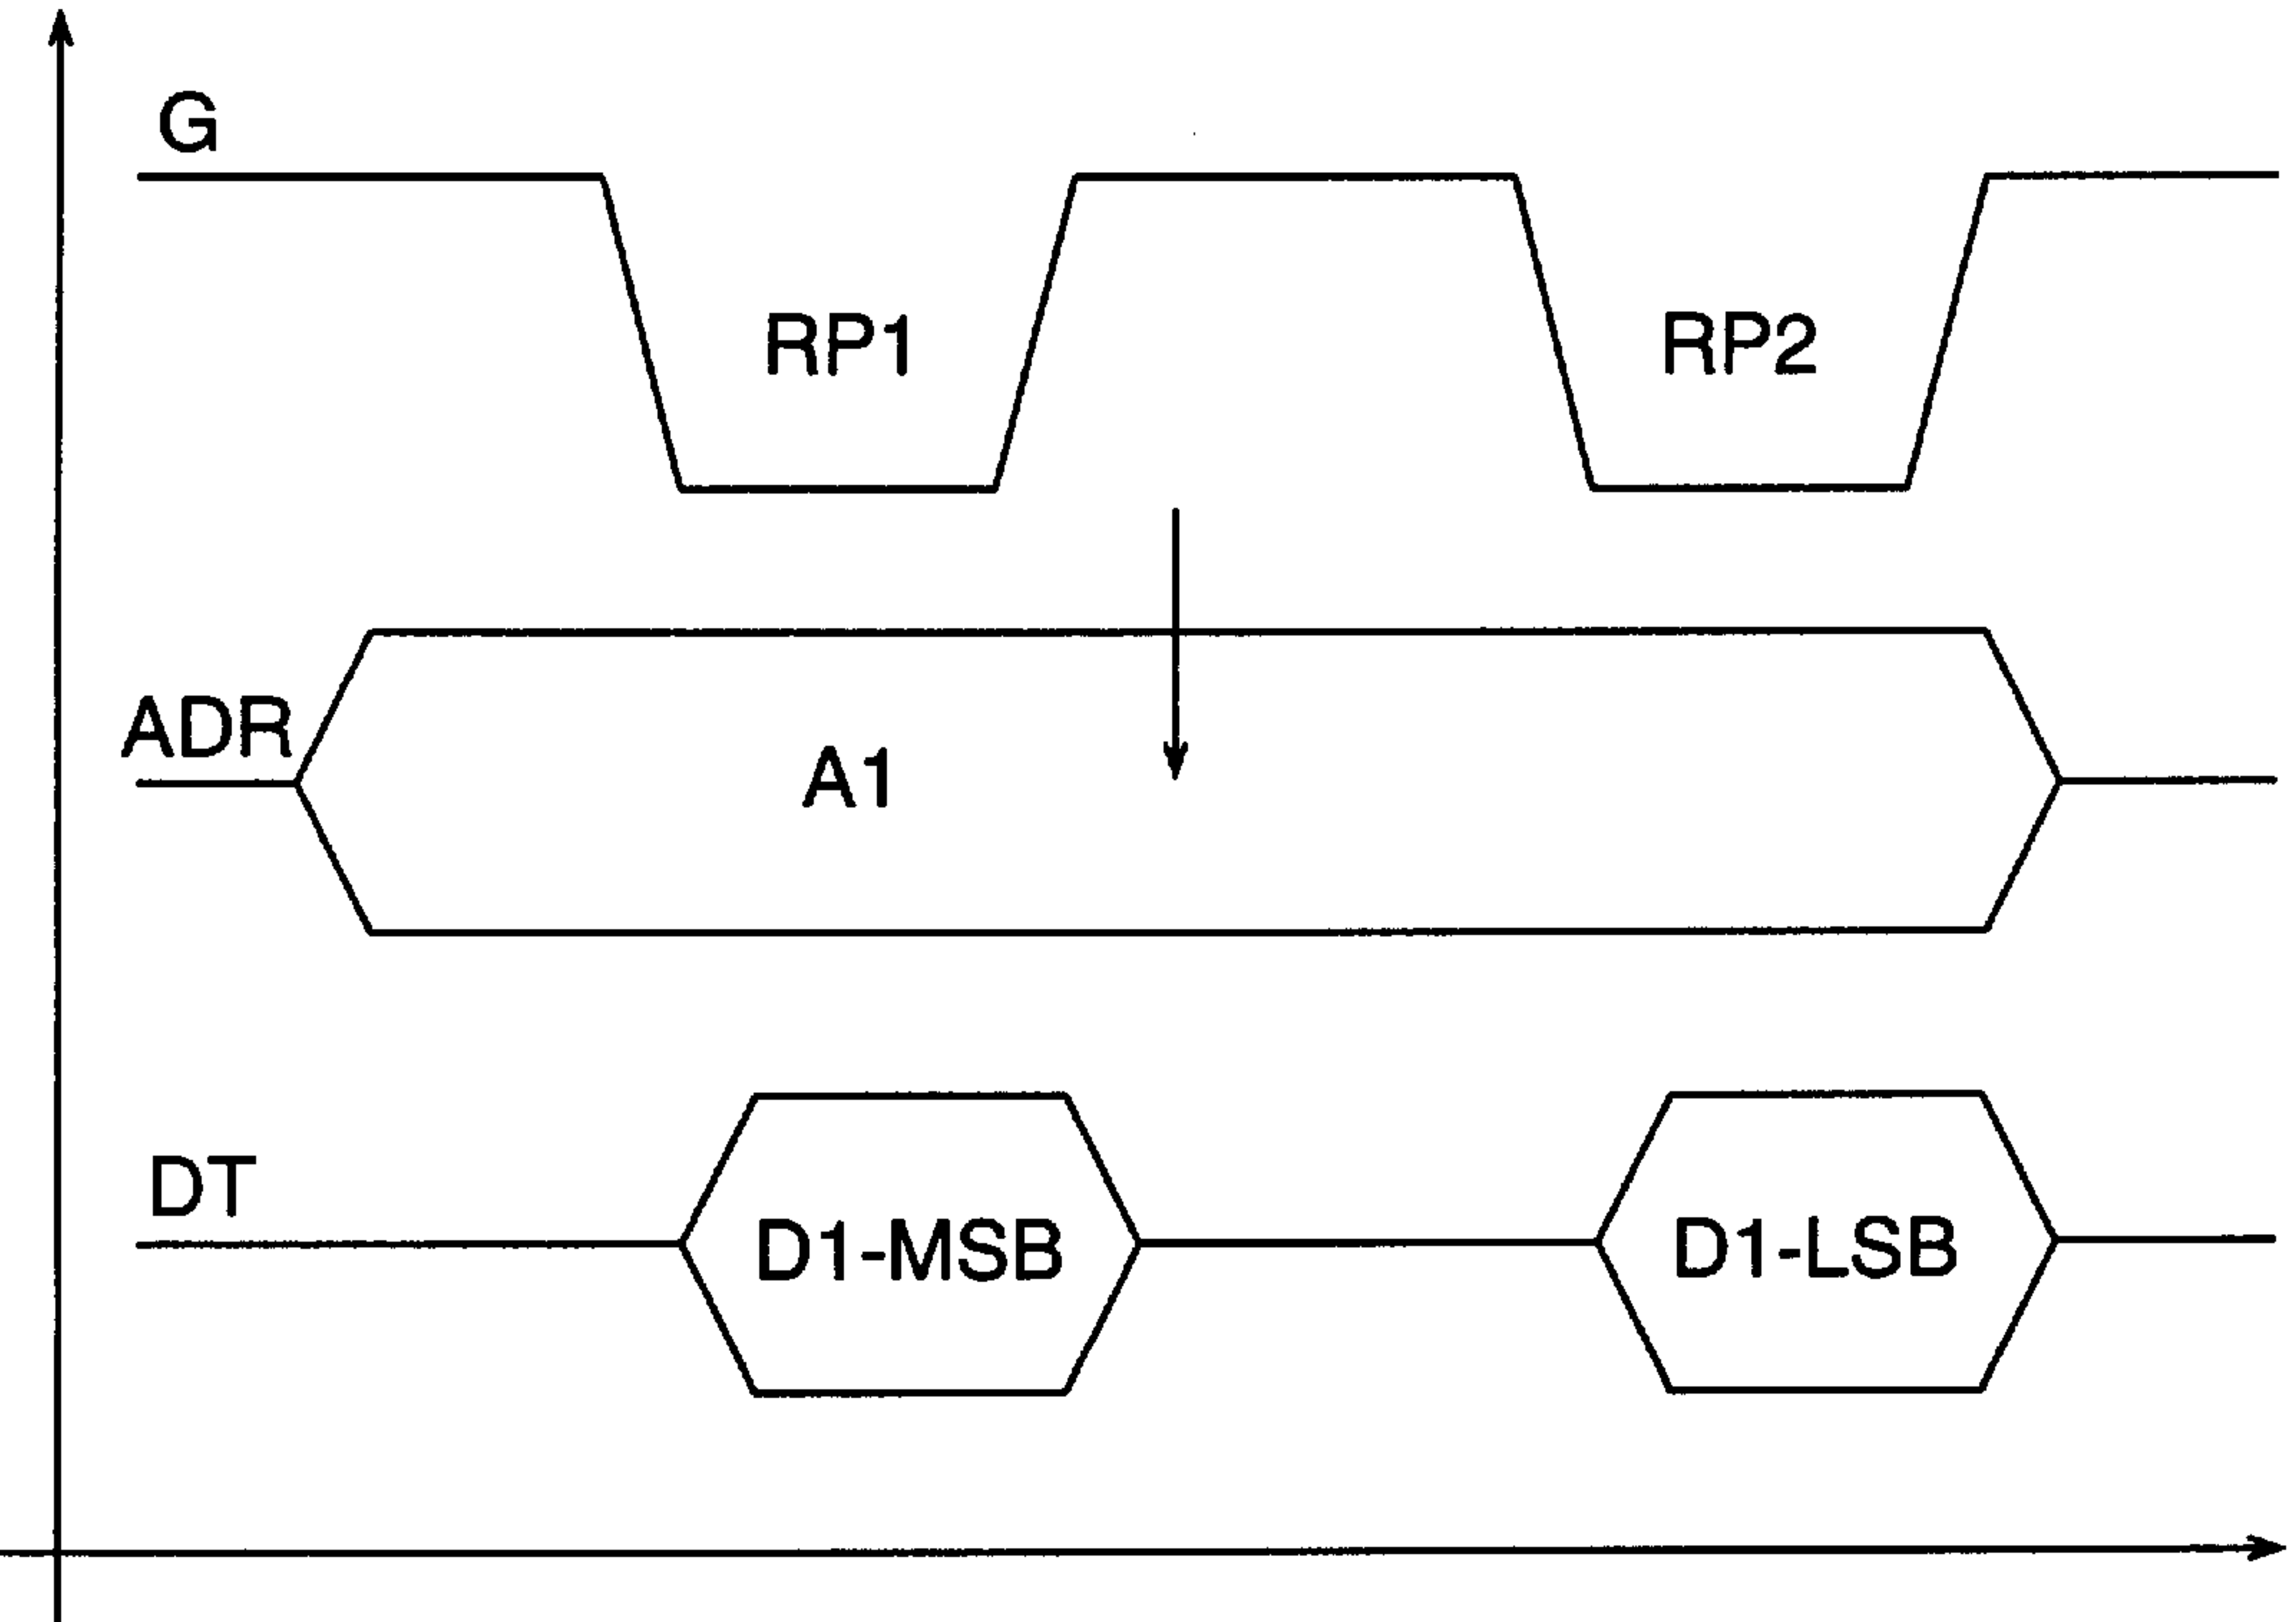 G
RP1
RP2
ADR
A1
DT
D1-MSB
D1-LSB